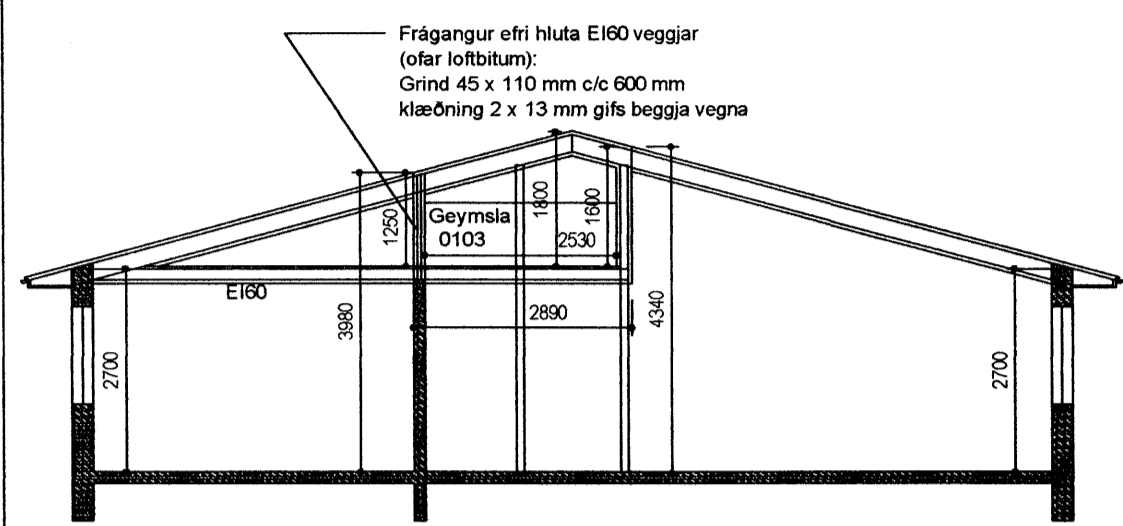 Frágangur efri hluta EI60 veggjar
(ofar loftbitum):
Grind 45 x 110 mm c/c 600 mm
klæðning 2 x 13 mm gifs beggja vegna
1250
Geymsla
0103
1800
1600
2530
EI60
3980
2890
4340
2700
2700